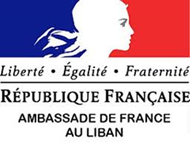 Liberté • Égalité • Fraternité
RÉPUBLIQUE FRANÇAISE
AMBASSADE DE FRANCE
AU LIBAN